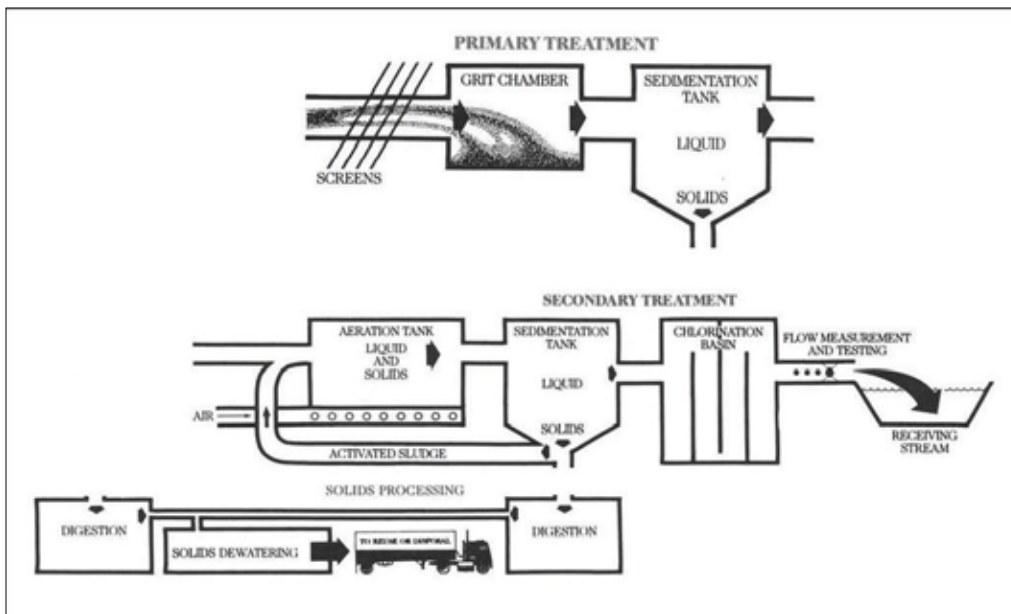 PRIMARY TREATMENT
GRIT CHAMBER
SEDIMENTATION
TANK
LIQUID
SOLIDS
SCREENS
SECONDARY TREATMENT
AERATION TANK
LIQUID
AND
SOLIDS
SEDIMENTATION
TANK
LIQUID
SOLIDS
CHLORINATION
BASIN
FLOW MEASUREMENT
AND TESTING
RECEIVING
STREAM
AIR
ACTIVATED SLUDGE
SOLIDS PROCESSING
DIGESTION
SOLIDS DEWATERING
TO REUSE OR DISPOSAL
DIGESTION